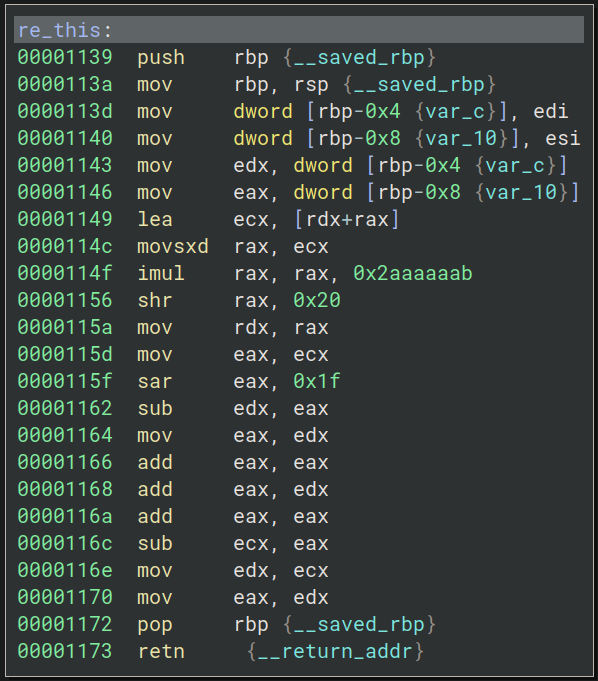 re_this:
00001139 push rbp {__saved_rbp}
0000113a mov rbp, rsp {__saved_rbp}
0000113d mov dword [rbp-0x4 {var_c}], edi
00001140 mov dword [rbp-0x8 {var_10}], esi
00001143 mov edx, dword [rbp-0x4 {var_c}]
00001146 mov eax, dword [rbp-0x8 {var_10}]
00001149 lea ecx, [rdx+rax]
0000114c movsxd rax, ecx
0000114f imul rax, rax, 0x2aaaaaab
00001156 shr rax, 0x20
0000115a mov rdx, rax
0000115d mov eax, ecx
0000115f sar eax, 0x1f
00001162 sub edx, eax
00001164 mov eax, edx
00001166 add eax, eax
00001168 add eax, edx
0000116a add eax, eax
0000116c sub ecx, eax
0000116e mov edx, ecx
00001170 mov eax, edx
00001172 pop rbp {__saved_rbp}
00001173 retn {__return_addr}